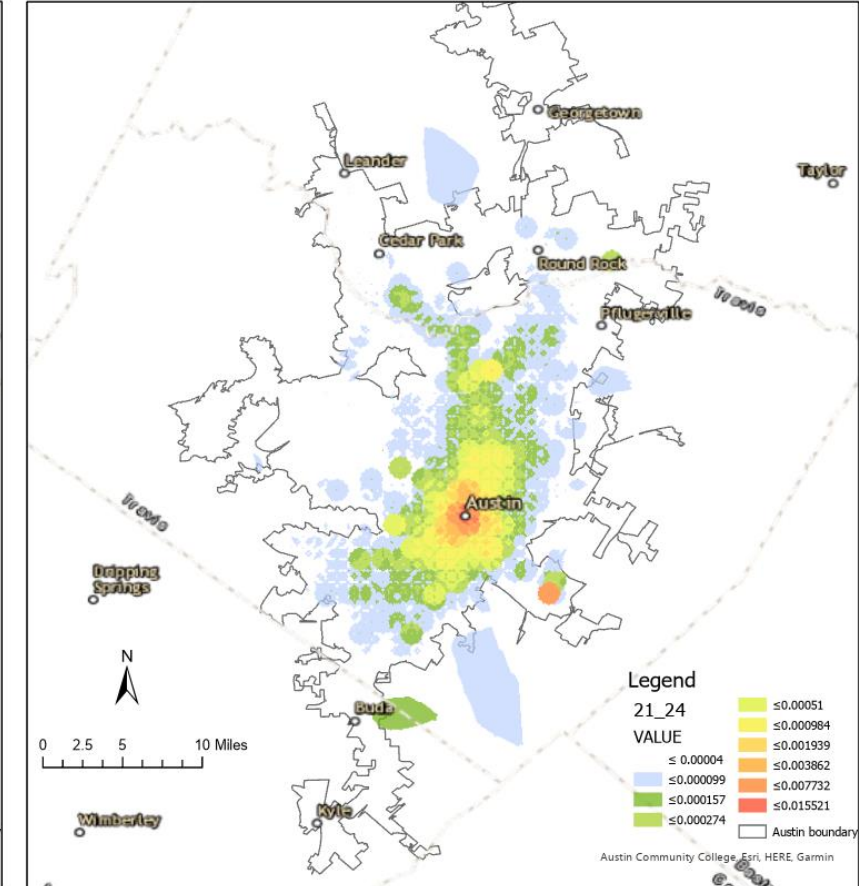 Georgetown
Leander
Taylor
Cedar Park
Round Rock
Travis
Pflugerville
Austin
Travis
Dripping
Springs
N
Buda
0 2.5 5 10 Miles
Wimberley
Kyle
Legend
21_24
VALUE
≤ 0.00004
≤0.000099
≤0.000157
≤0.000274
≤0.00051
≤0.000984
≤0.001939
≤0.003862
≤0.007732
≤0.015521
Austin boundary
Austin Community College, Esri, HERE, Garmin